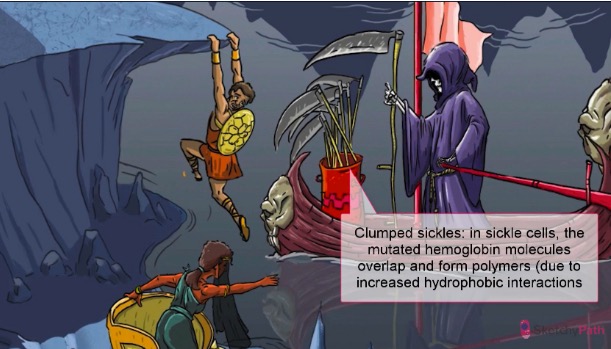 Clumped sickles: in sickle cells, the
mutated hemoglobin molecules
overlap and form polymers (due to
increased hydrophobic interactions
SketchyPath